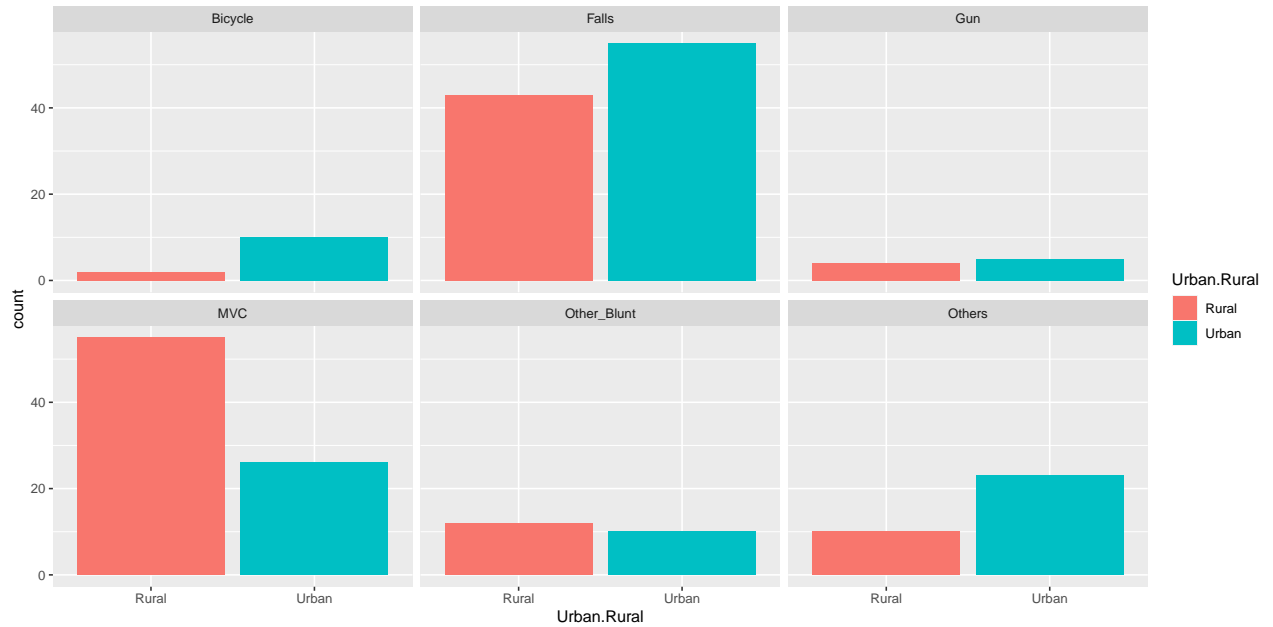 Bicycle
Falls
Gun
40
20
0
MVC
Other_Blunt
Others
40
20
0
Rural
Urban
Rural
Urban
Rural
Urban
Urban.Rural
count
Urban.Rural
Rural
Urban